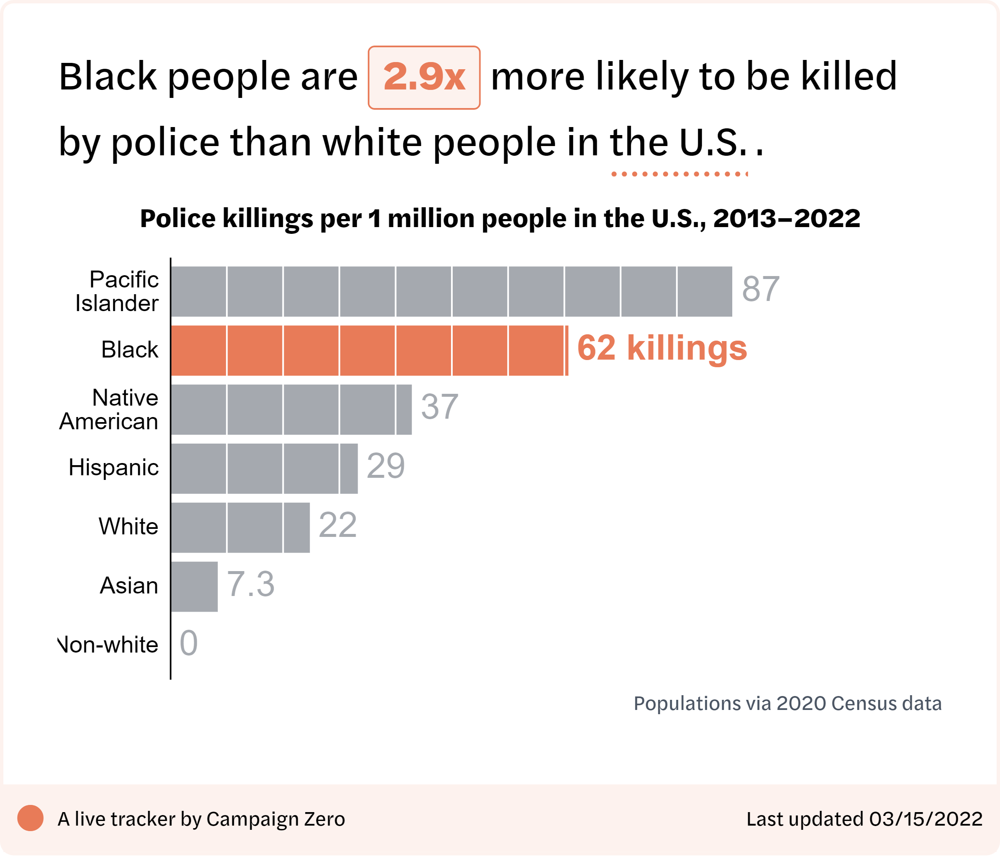 Black people are 2.9x more likely to be killed
by police than white people in the U.S. .
Police killings per 1 million people in the U.S., 2013–2022
Pacific
Islander
87
Black
62 killings
Native
American
37
Hispanic
29
White
22
Asian
7.3
Non-white
0
Populations via 2020 Census data
A live tracker by Campaign Zero
Last updated 03/15/2022